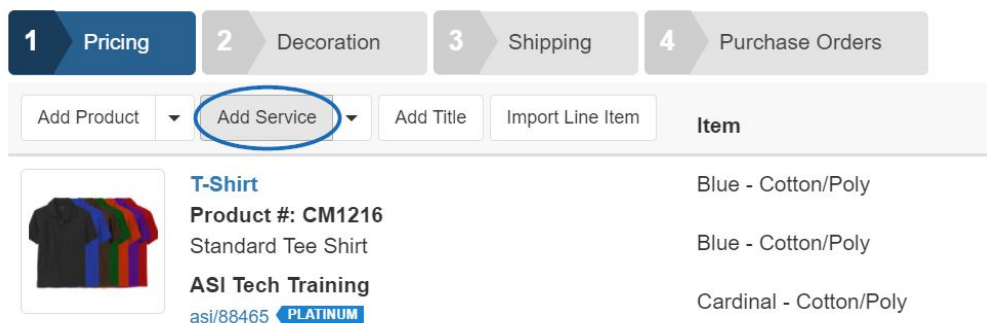 1 Pricing 2 Decoration 3 Shipping 4 Purchase Orders
Add Product Add Service Add Title Import Line Item Item
T-Shirt Blue - Cotton/Poly
Product #: CM1216
Standard Tee Shirt Blue - Cotton/Poly
ASI Tech Training
asi/88465 PLATINUM Cardinal - Cotton/Poly